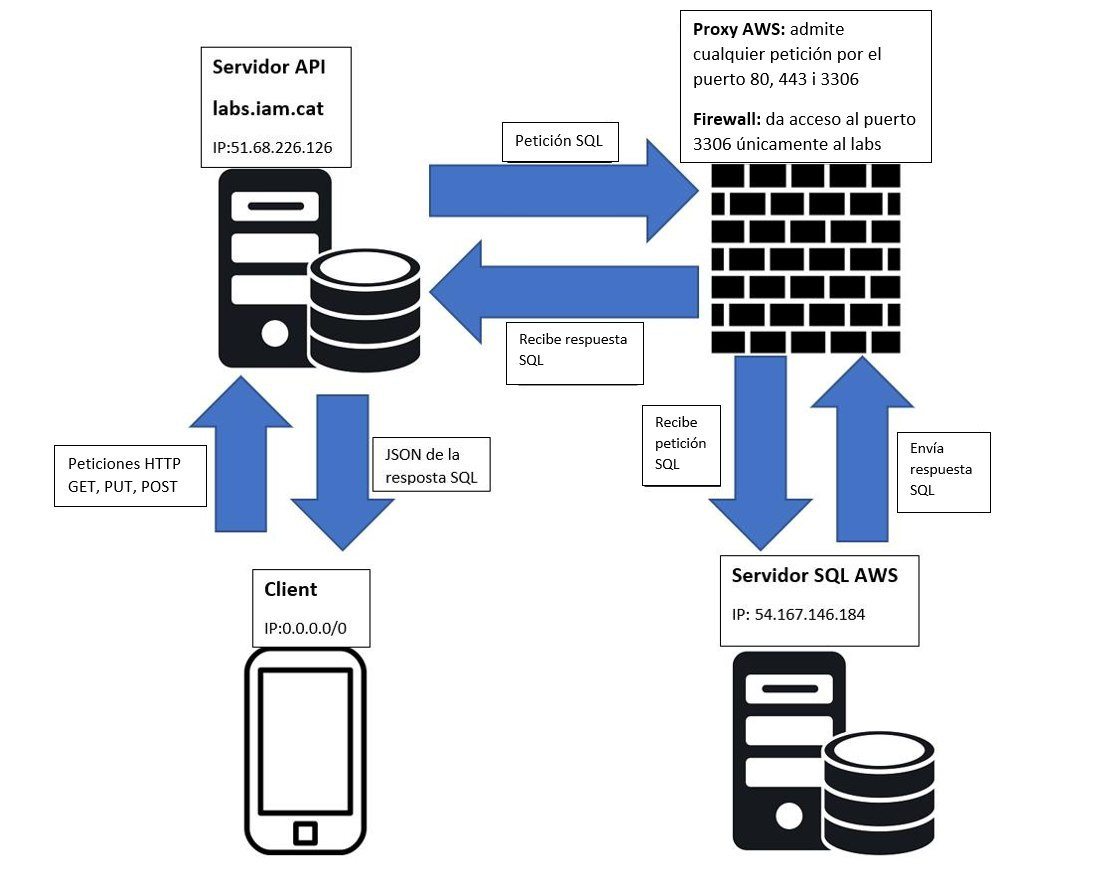 Servidor API
labs.iam.cat
IP:51.68.226.126
Petición SQL
Proxy AWS: admite
cualquier petición por el
puerto 80, 443 i 3306
Firewall: da acceso al puerto
3306 únicamente al labs
Recibe respuesta
SQL
Peticiones HTTP
GET, PUT, POST
JSON de la
resposta SQL
Recibe
petición
SQL
Envía
respuesta
SQL
Client
IP:0.0.0.0/0
Servidor SQL AWS
IP: 54.167.146.184